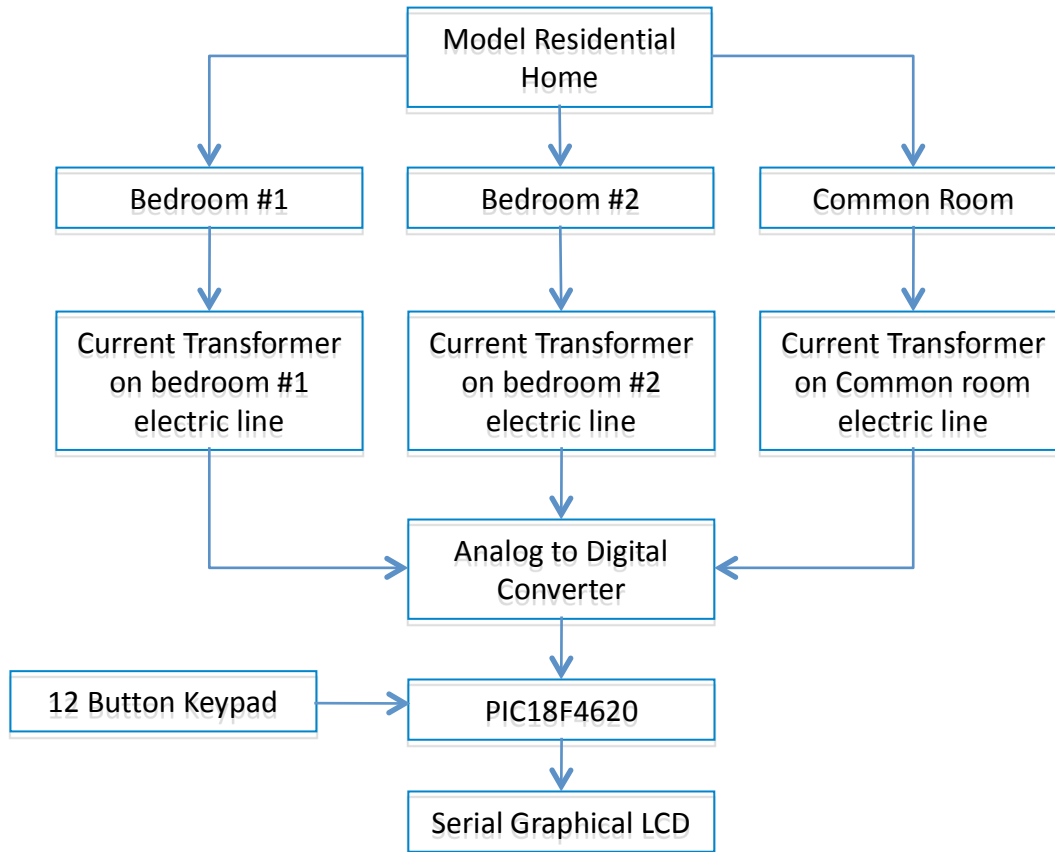 Model Residential
Home
Bedroom #1
Bedroom #2
Common Room
Current Transformer
on bedroom #1
electric line
Current Transformer
on bedroom #2
electric line
Current Transformer
on Common room
electric line
Analog to Digital
Converter
12 Button Keypad
PIC18F4620
Serial Graphical LCD